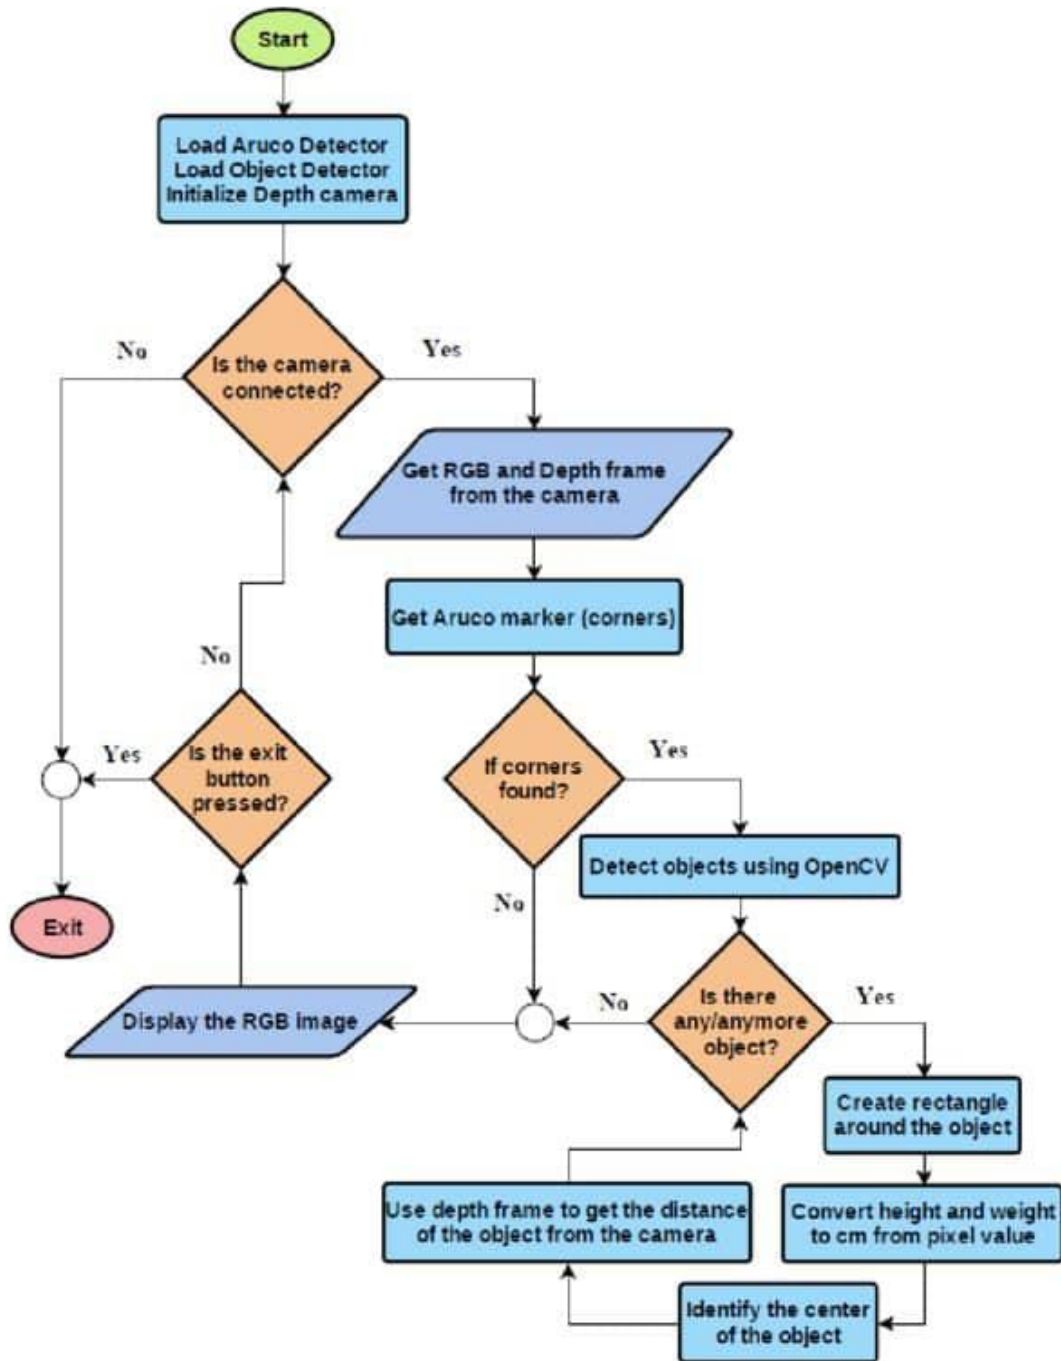 Start
Load Aruco Detector
Load Object Detector
Initialize Depth camera
No
Yes
Is the camera
connected?
Get RGB and Depth frame
from the camera
Get Aruco marker (corners)
No
Yes
Is the exit
button
pressed?
If corners
found?
Yes
Detect objects using OpenCV
No
Exit
Display the RGB image
No
Is there
any/anymore
object?
Yes
Create rectangle
around the object
Use depth frame to get the distance
of the object from the camera
Convert height and weight
to cm from pixel value
Identify the center
of the object